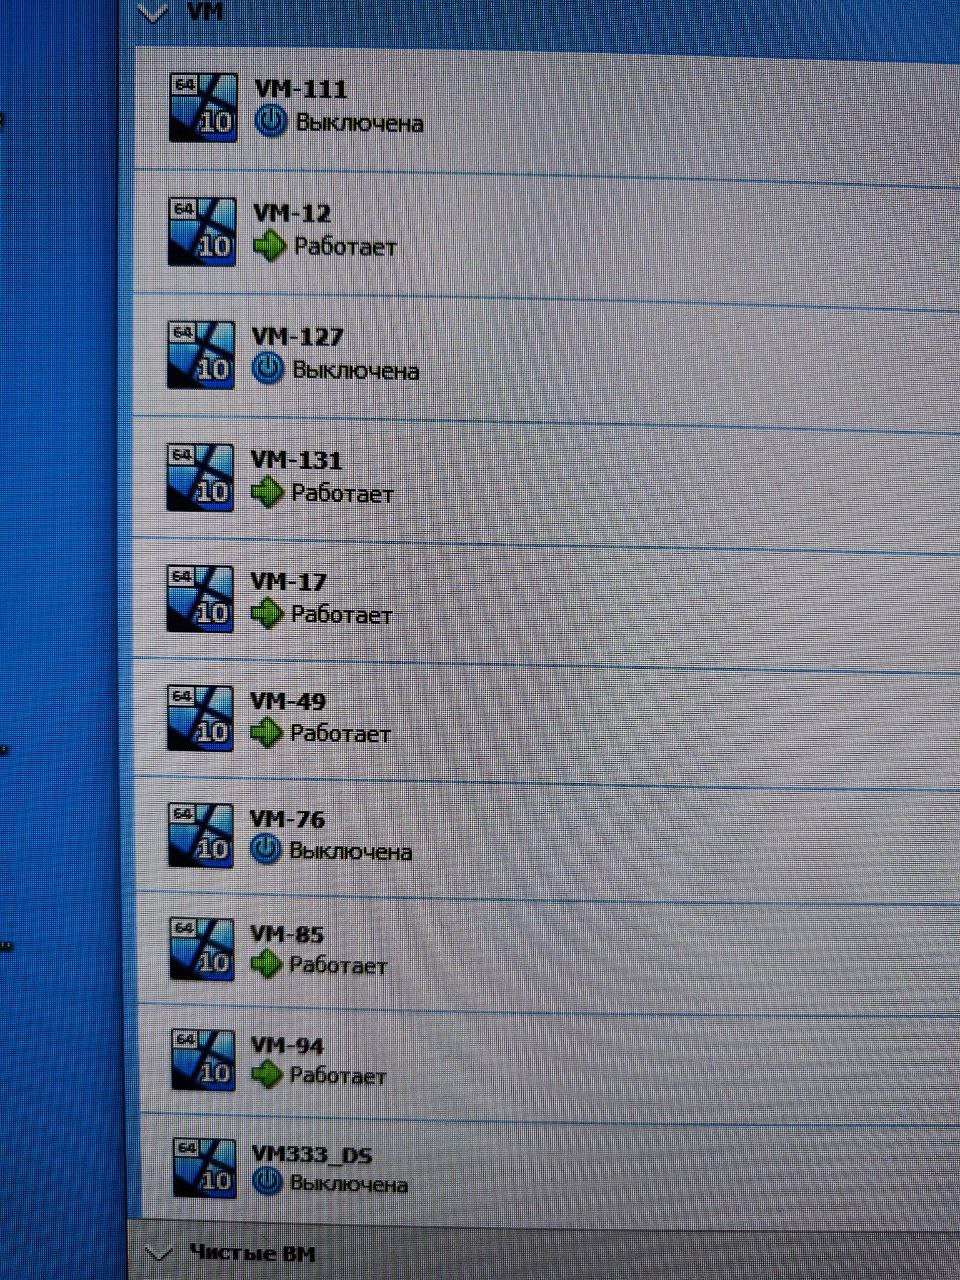 VM
64
10
VM-111
Выключена
64
10
VM-12
Работает
64
10
VM-127
Выключена
64
10
VM-131
Работает
64
10
VM-17
Работает
64
10
VM-49
Работает
64
10
VM-76
Выключена
64
10
VM-85
Работает
64
10
VM-94
Работает
64
10
VM333_DS
Выключена
Чистые ВМ